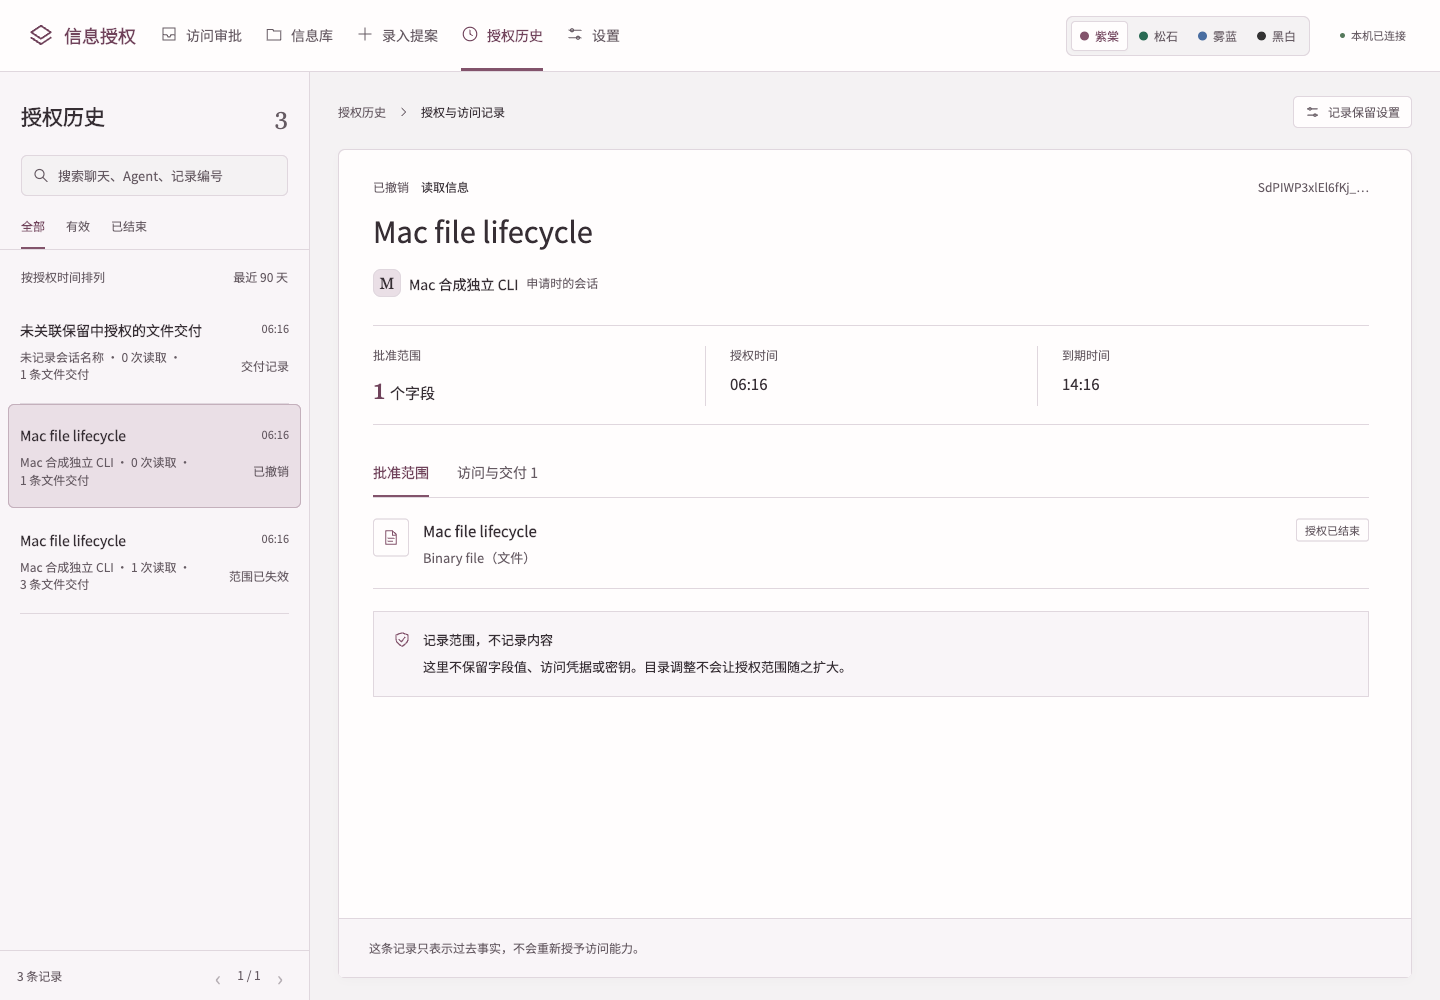 信息授权
访问审批
信息库
录入提案
授权历史
设置
紫棠
松石
雾蓝
黑白
本机已连接
授权历史
3
搜索聊天、Agent、记录编号
全部
有效
已结束
按授权时间排列
最近 90 天
未关联保留中授权的文件交付
06:16
未记录会话名称 · 0 次读取 ·
1 条文件交付
交付记录
Mac file lifecycle
06:16
Mac 合成独立 CLI · 0 次读取 ·
1 条文件交付
已撤销
Mac file lifecycle
06:16
Mac 合成独立 CLI · 1 次读取 ·
3 条文件交付
范围已失效
3 条记录
1 / 1
授权历史 > 授权与访问记录
记录保留设置
已撤销 读取信息
SdPIWP3xlEl6fKj_…
Mac file lifecycle
M
Mac 合成独立 CLI 申请时的会话
批准范围
1 个字段
授权时间
06:16
到期时间
14:16
批准范围
访问与交付 1
Mac file lifecycle
Binary file（文件）
授权已结束
记录范围，不记录内容
这里不保留字段值、访问凭据或密钥。目录调整不会让授权范围随之扩大。
这条记录只表示过去事实，不会重新授予访问能力。